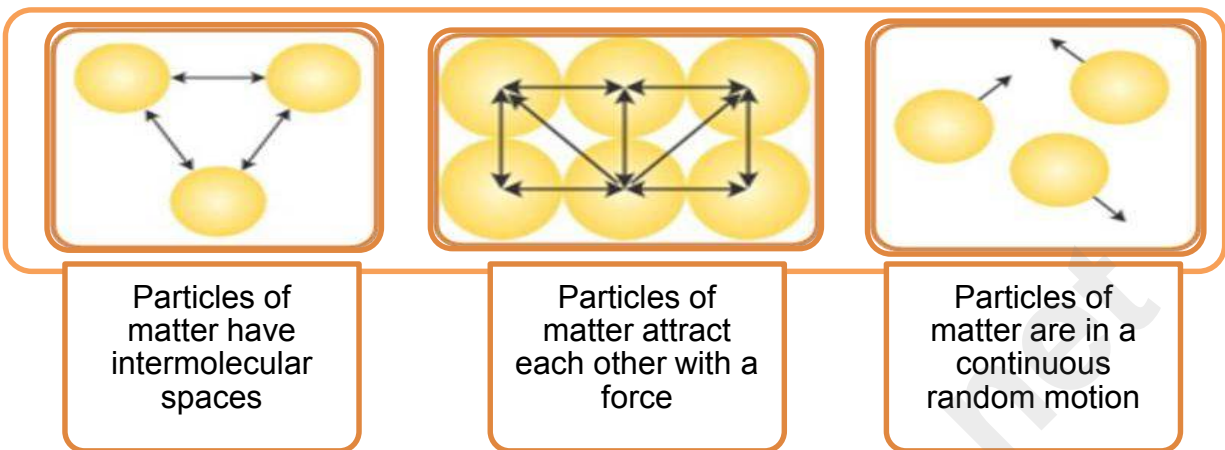 Particles of
matter have
intermolecular
spaces
Particles of
matter attract
each other with a
force
Particles of
matter are in a
continuous
random motion
net